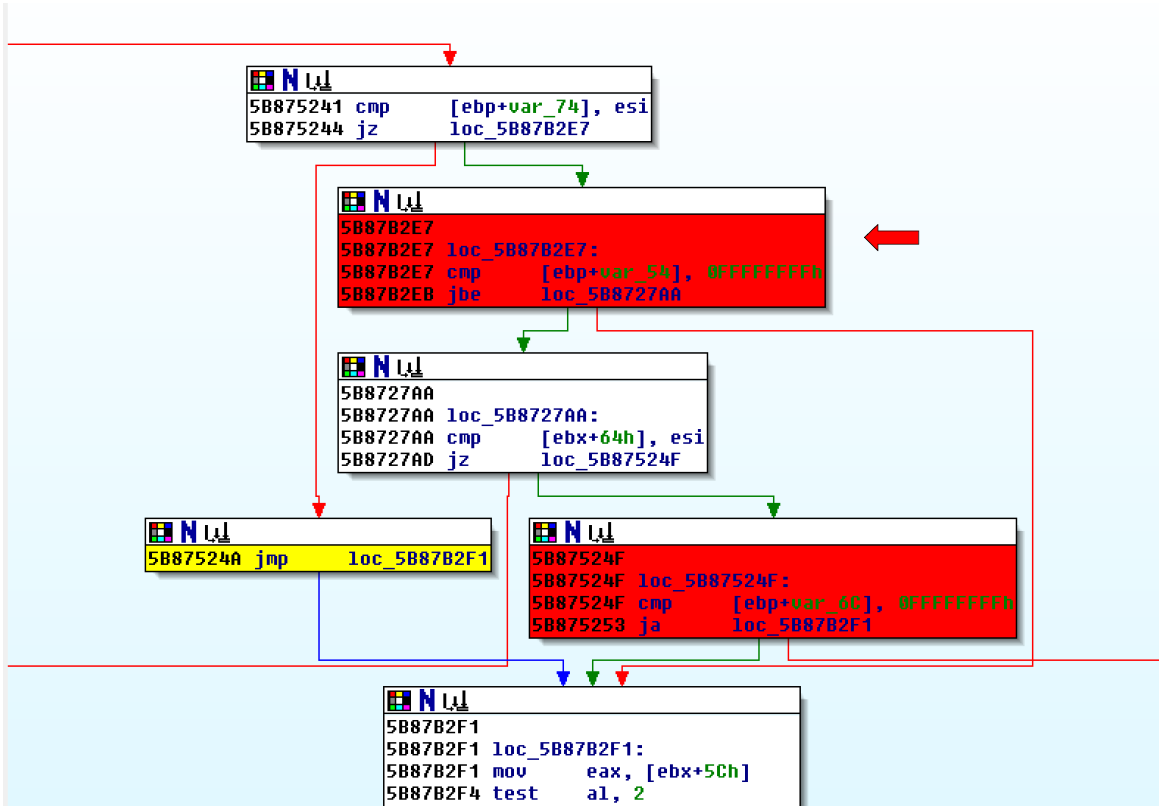 5B875241 cmp [ebp+var_74], esi
5B875244 jz loc_5B87B2E7
5B87B2E7
5B87B2E7 loc_5B87B2E7:
5B87B2E7 cmp [ebp+var_54], 0FFFFFFFFh
5B87B2EB jbe loc_5B8727AA
5B8727AA
5B8727AA loc_5B8727AA:
5B8727AA cmp [ebx+64h], esi
5B8727AD jz loc_5B87524F
5B87524A jmp loc_5B87B2F1
5B87524F
5B87524F loc_5B87524F:
5B87524F cmp [ebp+var_6C], 0FFFFFFFFh
5B875253 ja loc_5B87B2F1
5B87B2F1
5B87B2F1 loc_5B87B2F1:
5B87B2F1 mov eax, [ebx+5Ch]
5B87B2F4 test al, 2